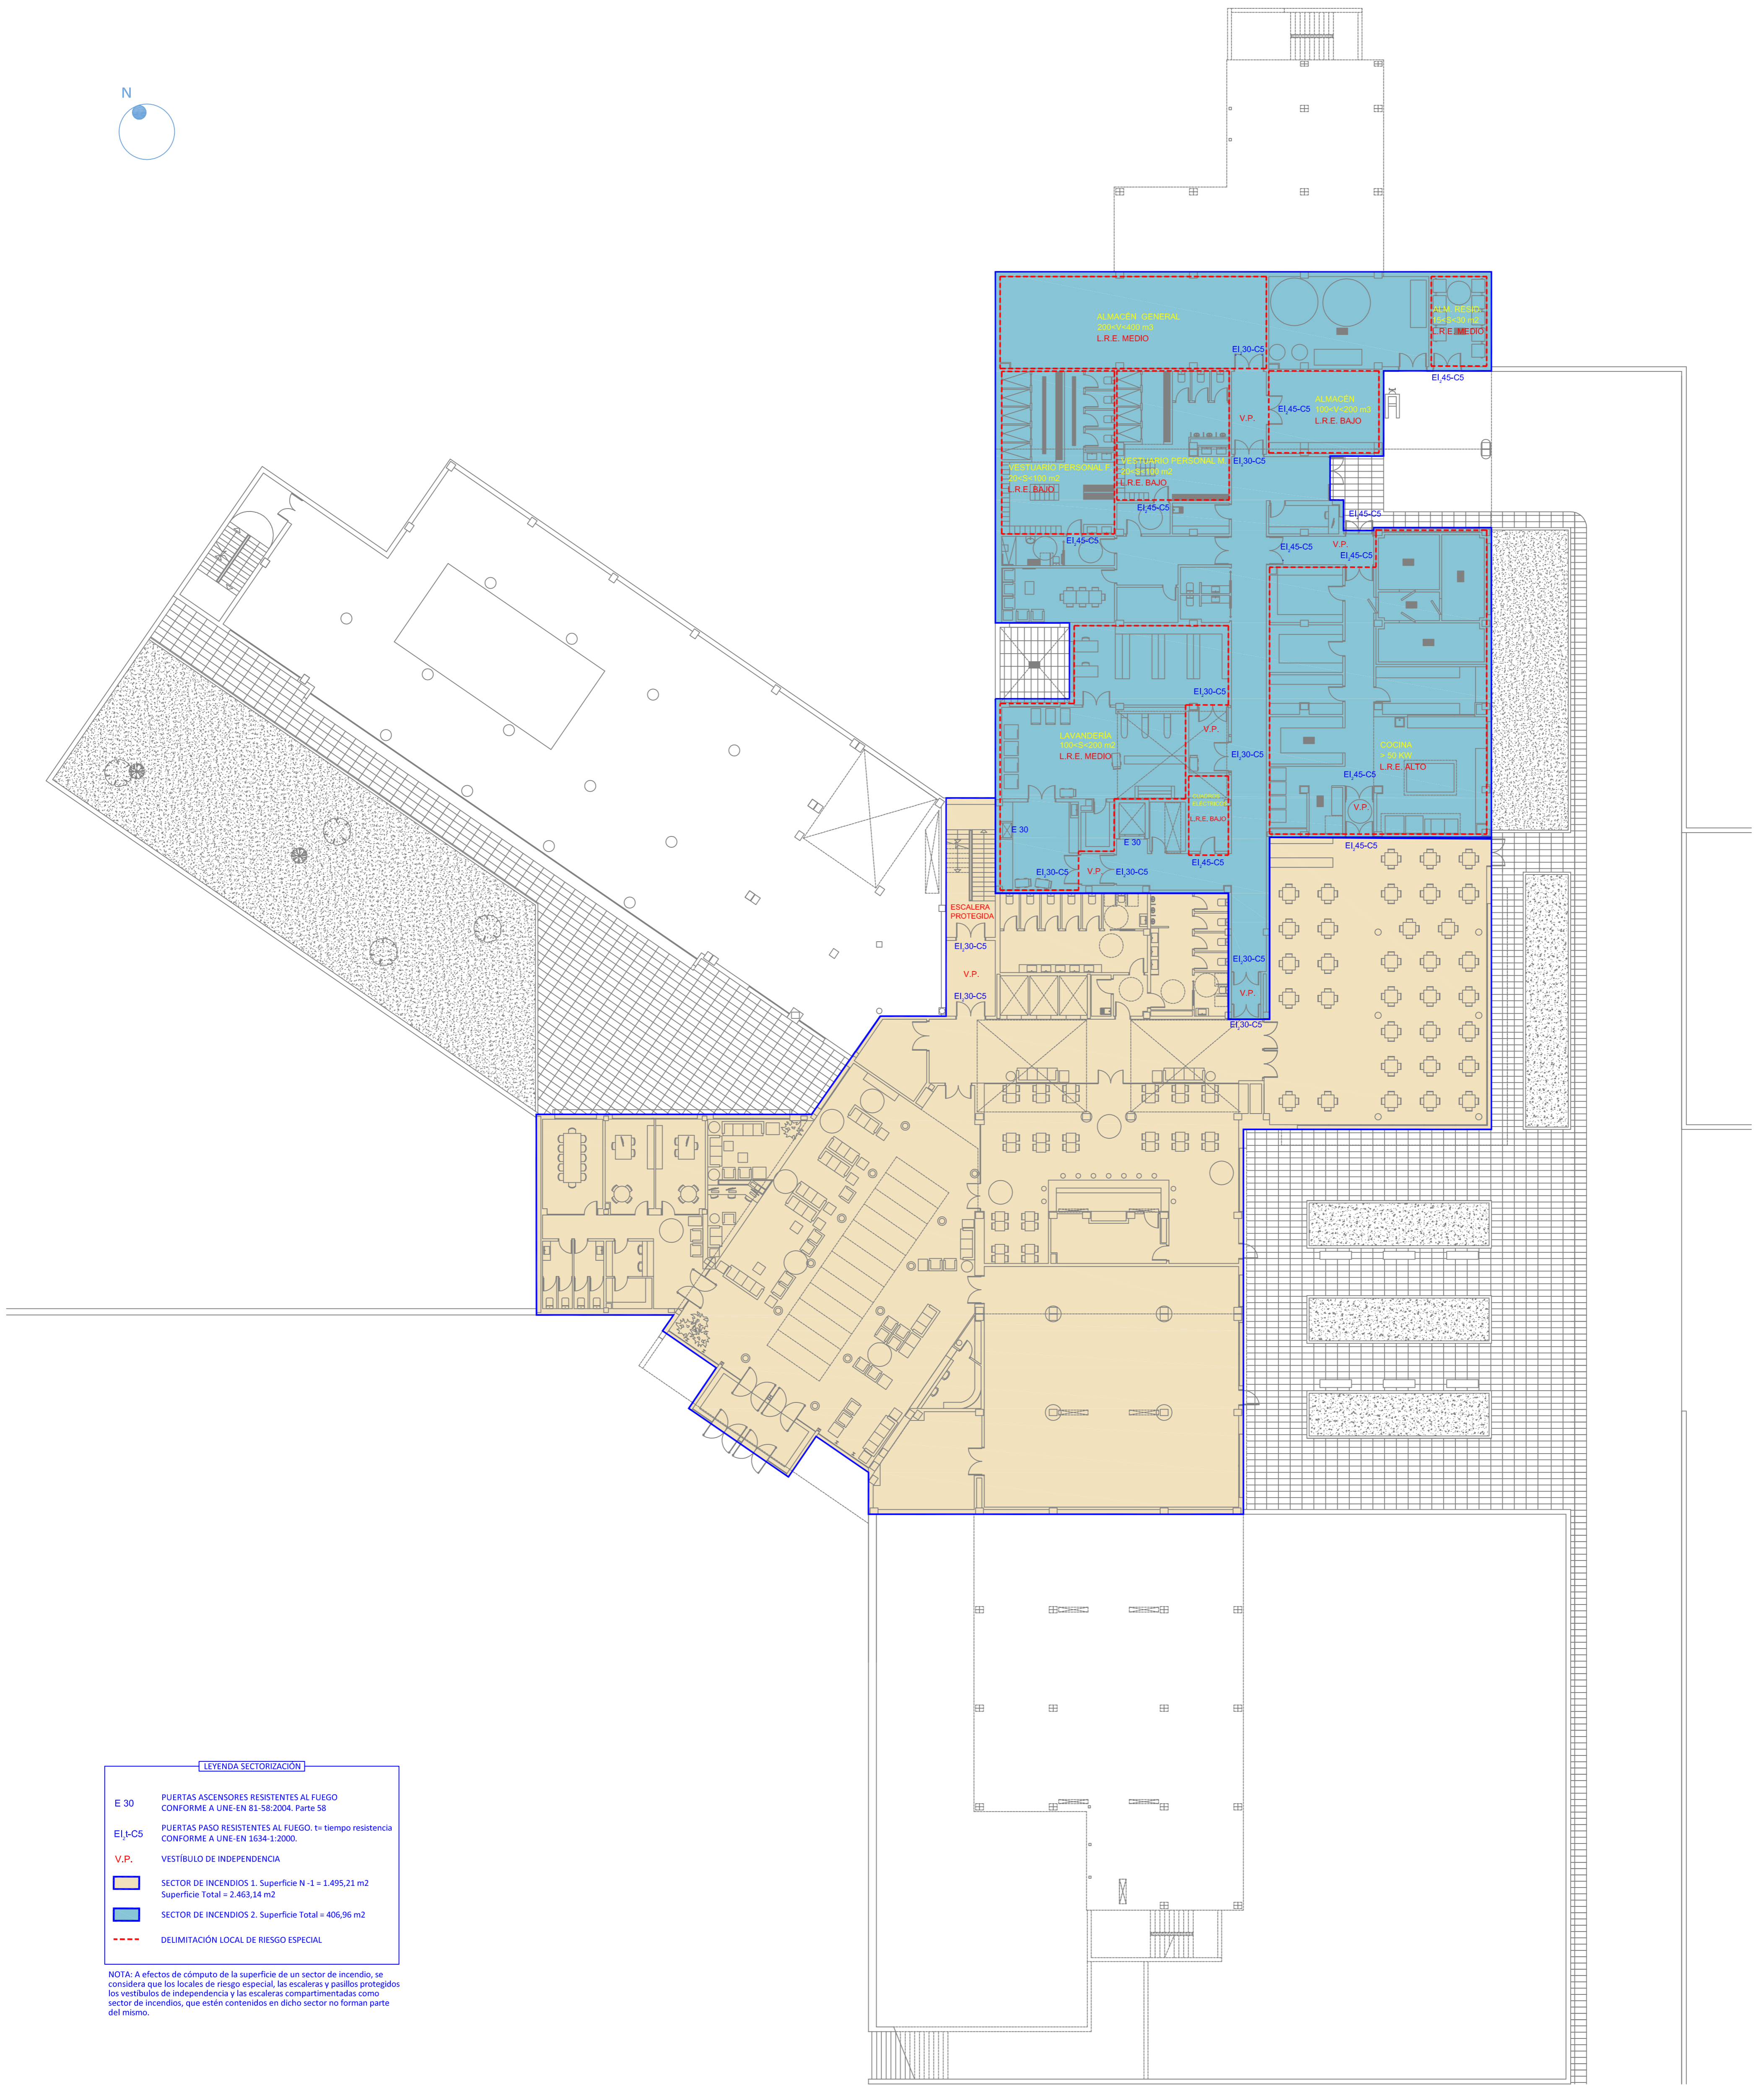 N
ALMACÉN GENERAL
200<V<400 m3
L.R.E. MEDIO
ALM. RESID.
15<S<30 m2
L.R.E. MEDIO
EI₂30-C5
EI₂45-C5
ALMACÉN
100<V<200 m3
L.R.E. BAJO
EI₂45-C5
V.P.
EI₂30-C5
VESTUARIO PERSONAL F
20<S<100 m2
L.R.E. BAJO
VESTUARIO PERSONAL M
20<S<100 m2
L.R.E. BAJO
EI₂45-C5
EI₂45-C5
EI₂45-C5
EI₂45-C5
V.P.
EI₂45-C5
EI₂30-C5
V.P.
LAVANDERÍA
100<S<200 m2
L.R.E. MEDIO
EI₂30-C5
COCINA
> 50 KW
L.R.E. ALTO
EI₂45-C5
V.P.
CUADROS
ELÉCTRICOS
L.R.E. BAJO
E 30
E 30
EI₂45-C5
EI₂45-C5
EI₂30-C5
V.P.
EI₂30-C5
ESCALERA
PROTEGIDA
EI₂30-C5
V.P.
EI₂30-C5
EI₂30-C5
V.P.
EI₂30-C5
LEYENDA SECTORIZACIÓN
E 30
PUERTAS ASCENSORES RESISTENTES AL FUEGO
CONFORME A UNE-EN 81-58:2004. Parte 58
EI₂t-C5
PUERTAS PASO RESISTENTES AL FUEGO. t= tiempo resistencia
CONFORME A UNE-EN 1634-1:2000.
V.P.
VESTÍBULO DE INDEPENDENCIA
SECTOR DE INCENDIOS 1. Superficie N -1 = 1.495,21 m2
Superficie Total = 2.463,14 m2
SECTOR DE INCENDIOS 2. Superficie Total = 406,96 m2
DELIMITACIÓN LOCAL DE RIESGO ESPECIAL
NOTA: A efectos de cómputo de la superficie de un sector de incendio, se
considera que los locales de riesgo especial, las escaleras y pasillos protegidos
los vestíbulos de independencia y las escaleras compartimentadas como
sector de incendios, que estén contenidos en dicho sector no forman parte
del mismo.